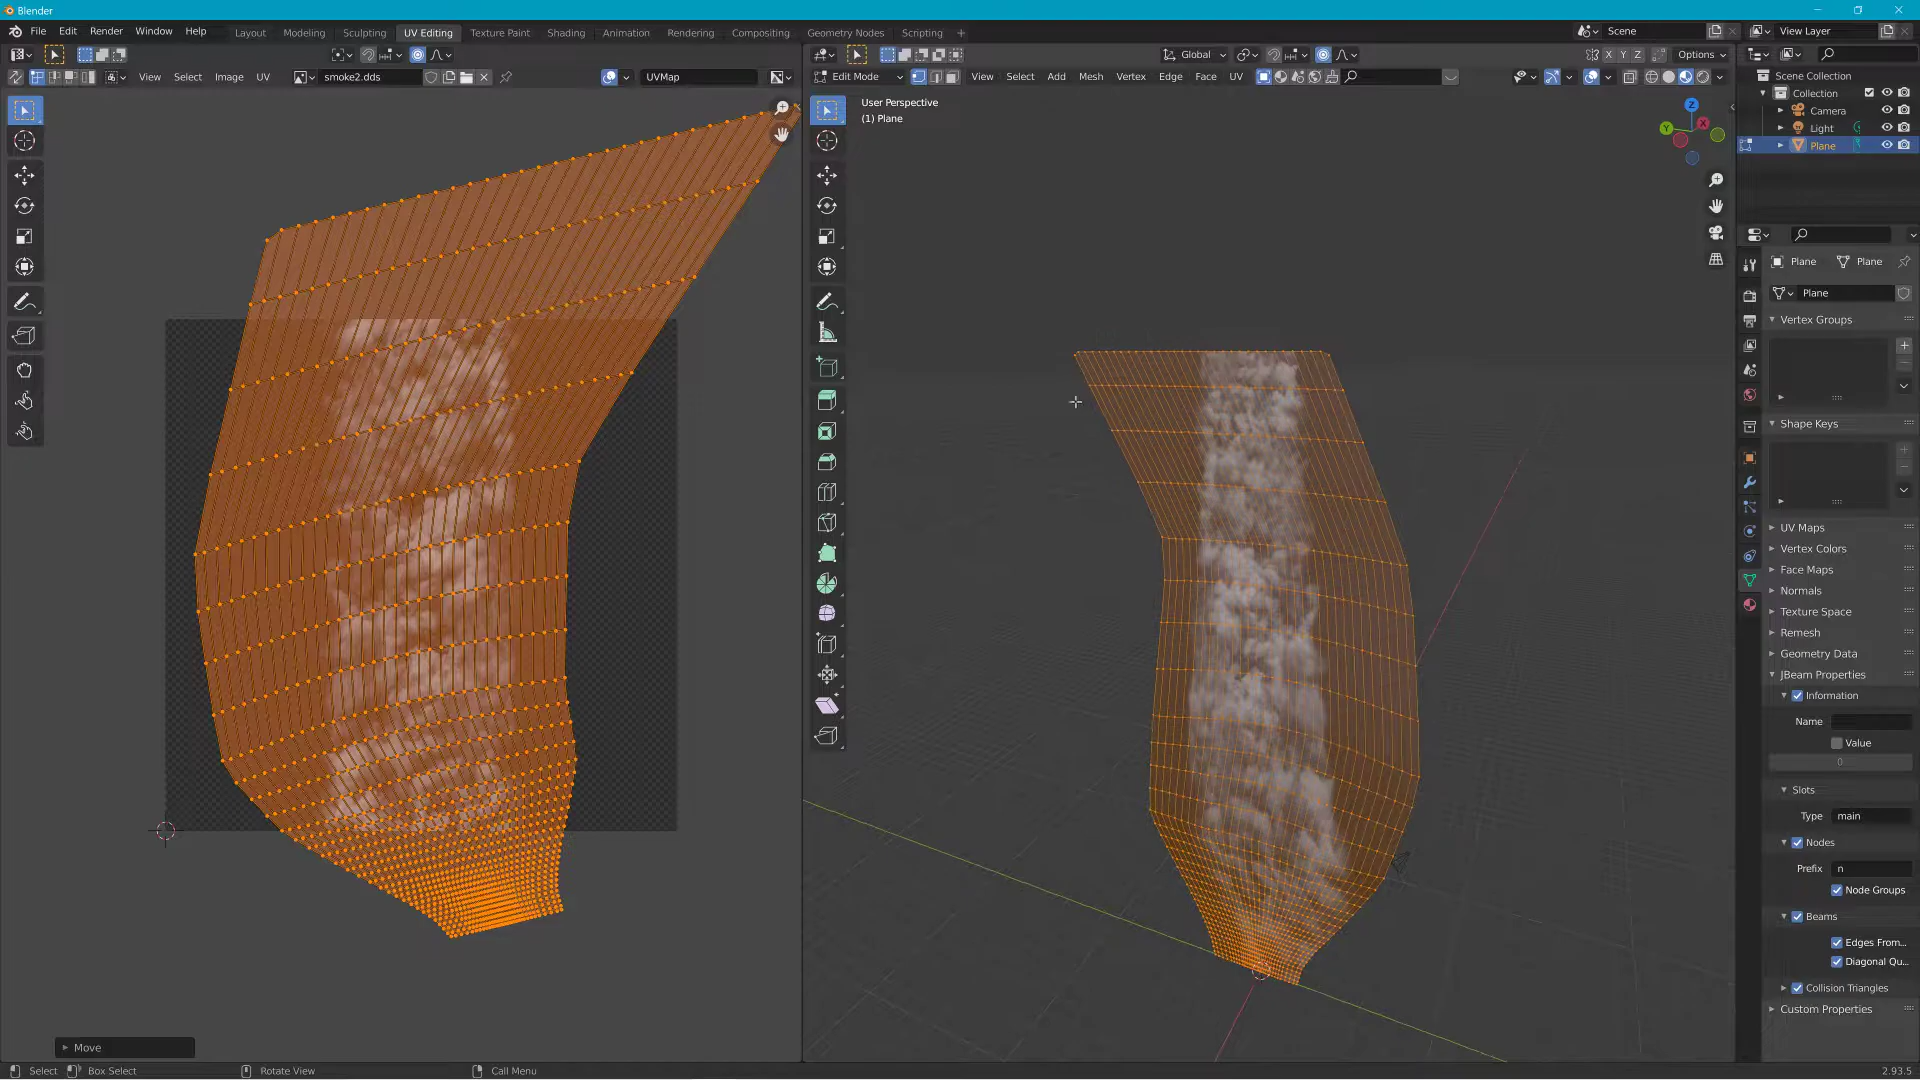 Blender
File Edit Render Window Help Layout Modeling Sculpting UV Editing Texture Paint Shading Animation Rendering Compositing Geometry Nodes Scripting +
Scene
View Layer
Global
X Y Z
Options
View Select Image UV
smoke2.dds
UVMap
Edit Mode
View Select Add Mesh Vertex Edge Face UV
User Perspective
(1) Plane
Z
Y
X
Scene Collection
Collection
Camera
Light
Plane
Plane
Plane
Plane
Vertex Groups
Shape Keys
UV Maps
Vertex Colors
Face Maps
Normals
Texture Space
Remesh
Geometry Data
JBeam Properties
Information
Name
Value
0
Slots
Type main
Nodes
Prefix n
Node Groups
Beams
Edges From...
Diagonal Qu...
Collision Triangles
Custom Properties
Move
Select
Box Select
Rotate View
Call Menu
2.93.5